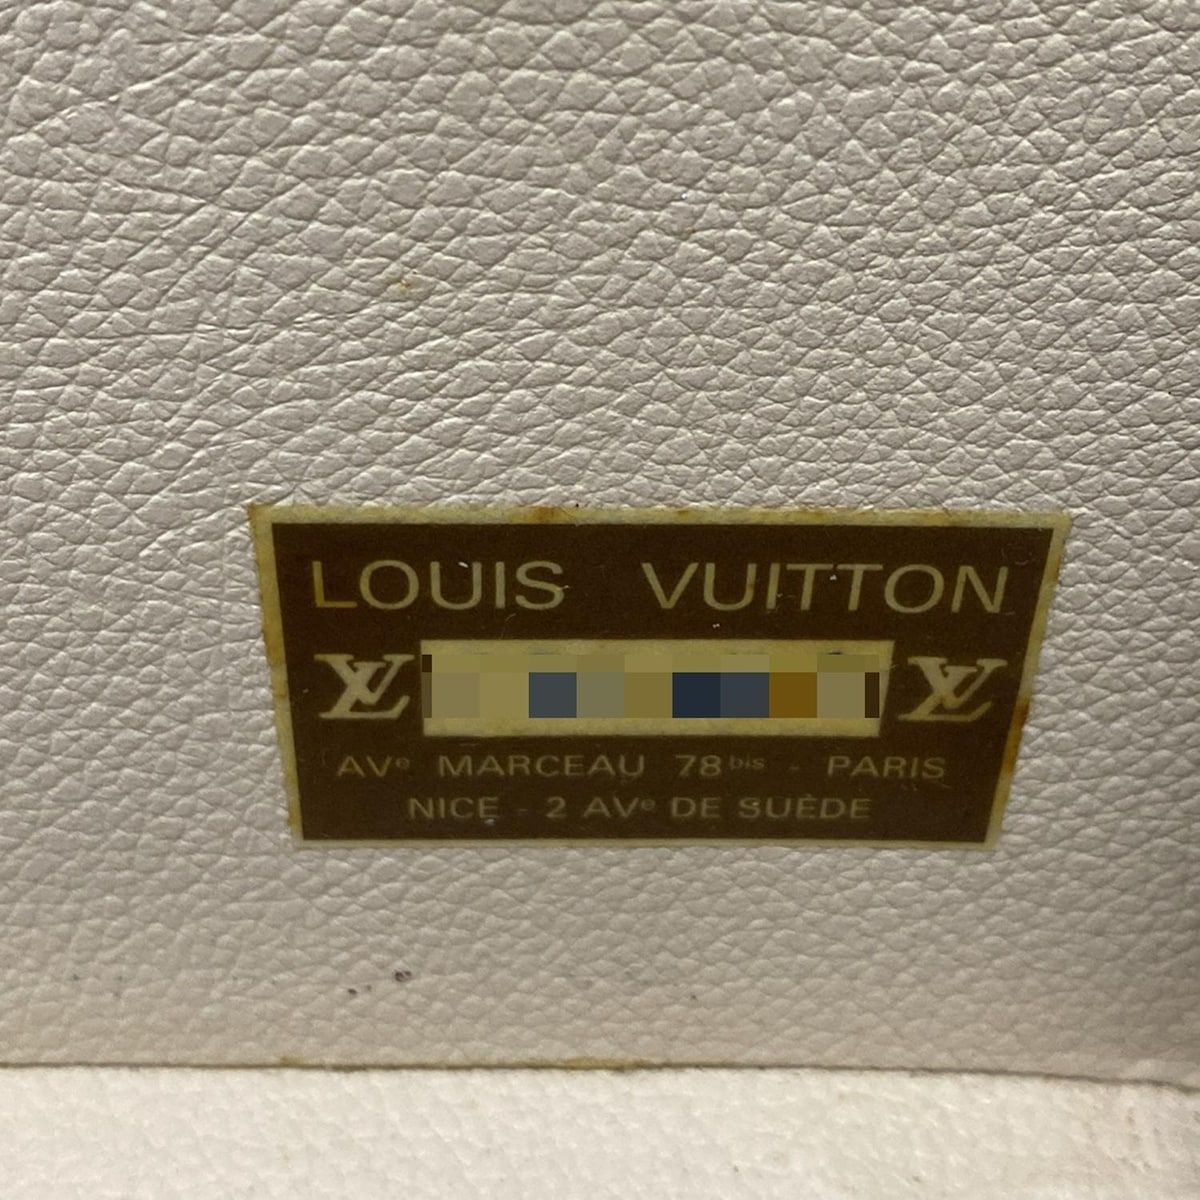 LOUIS VUITTON
LV LV
AVe MARCEAU 78bis - PARIS
NICE - 2 AVe DE SUÈDE